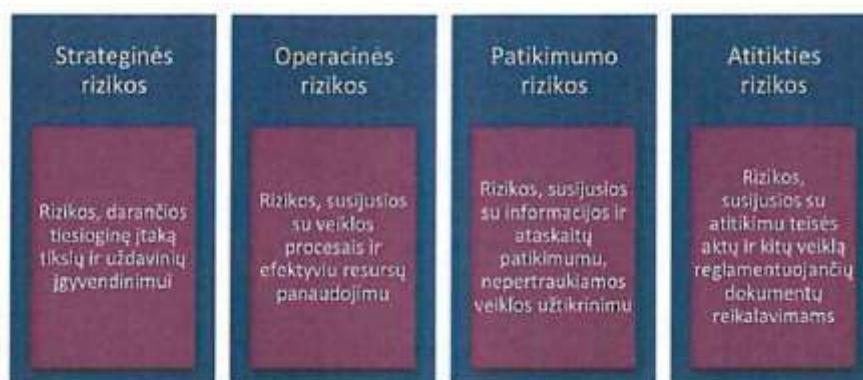 Strateginės
rizikos
Rizikos, darančios
tiesioginę įtaką
tikslų ir uždavinių
įgyvendinimui
Operacinės
rizikos
Rizikos, susijusios
su veiklos
procesais ir
efektyviu resursų
panaudojimu
Patikimumo
rizikos
Rizikos, susijusios
su informacijos ir
ataskaitų
patikimumu,
nepertraukiamos
veiklos užtikrinimu
Atitikties
rizikos
Rizikos,
susijusios su
atitikimu teisės
aktų ir kitų veiklą
reglamentuojančių
dokumentų
reikalavimams